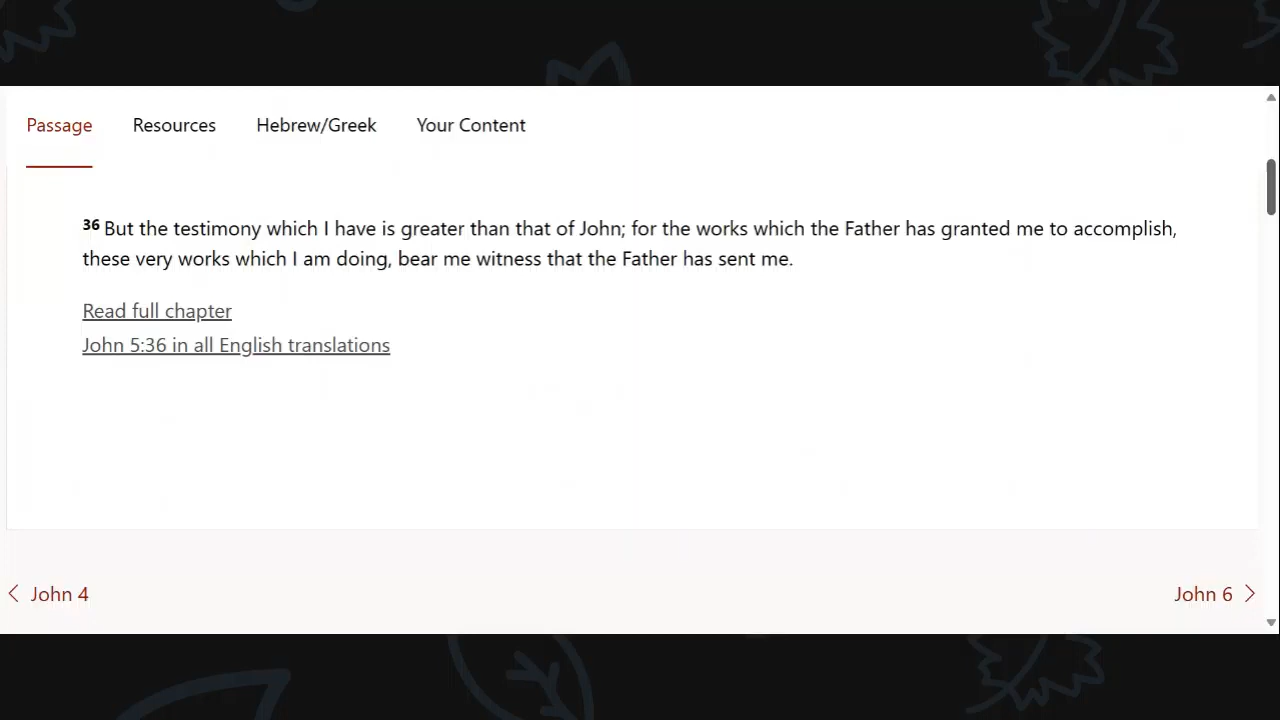 Passage Resources Hebrew/Greek Your Content
36 But the testimony which I have is greater than that of John; for the works which the Father has granted me to accomplish,
these very works which I am doing, bear me witness that the Father has sent me.
Read full chapter
John 5:36 in all English translations
John 4 John 6